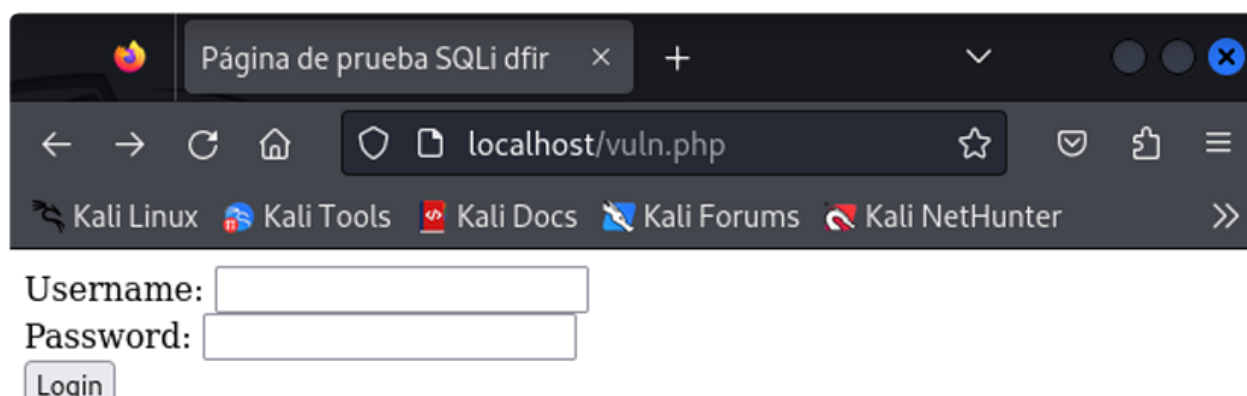 Página de prueba SQLi dfir
localhost/vuln.php
Kali Linux Kali Tools Kali Docs Kali Forums Kali NetHunter
Username:
Password:
Login